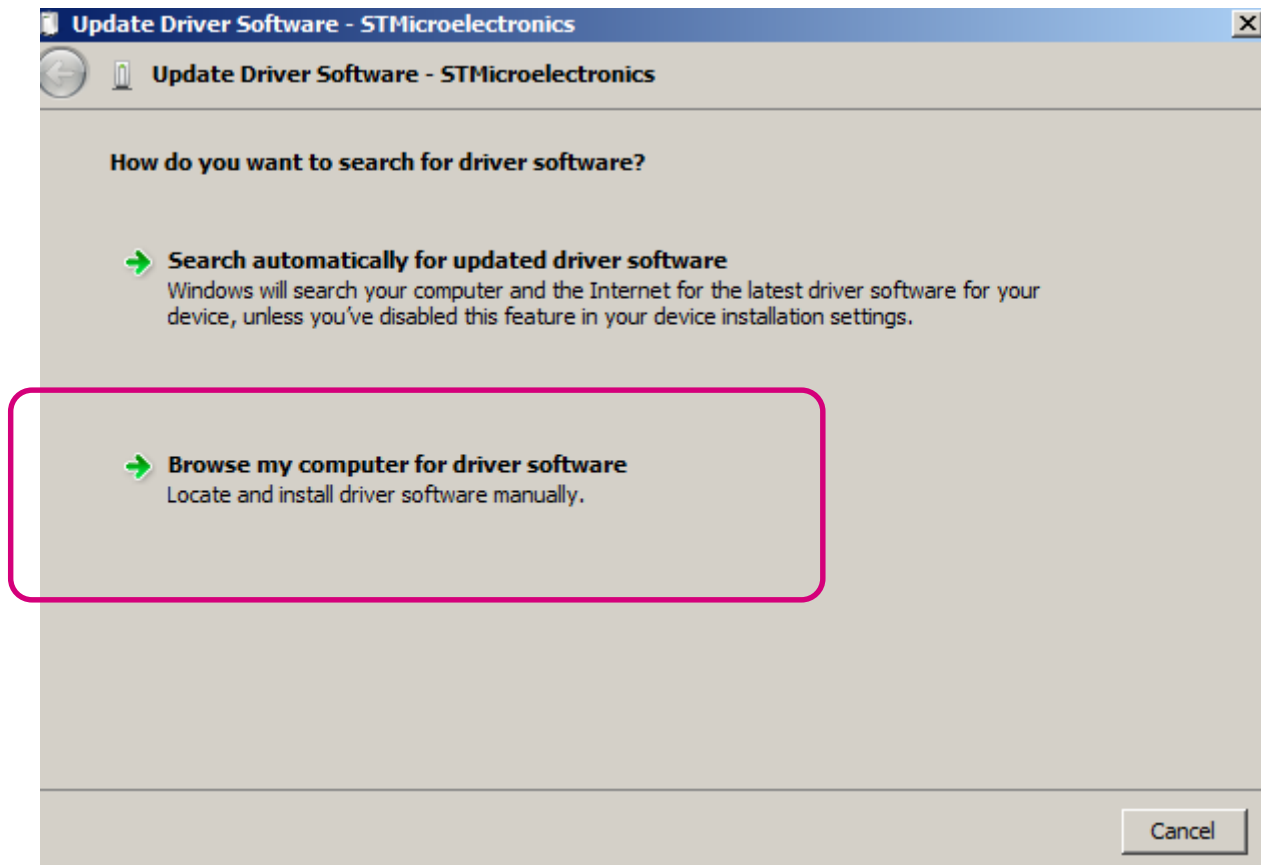 Update Driver Software - STMicroelectronics
Update Driver Software - STMicroelectronics
How do you want to search for driver software?
Search automatically for updated driver software
Windows will search your computer and the Internet for the latest driver software for your
device, unless you've disabled this feature in your device installation settings.
Browse my computer for driver software
Locate and install driver software manually.
Cancel